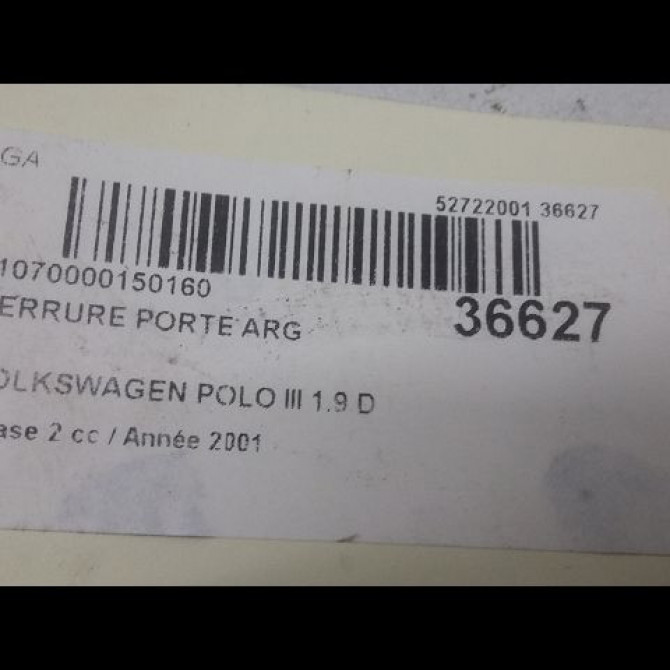 GA
52722001 36627
1070000150160
ERRURE PORTE ARG
36627
OLKSWAGEN POLO III 1.9 D
ase 2 cc / Année 2001